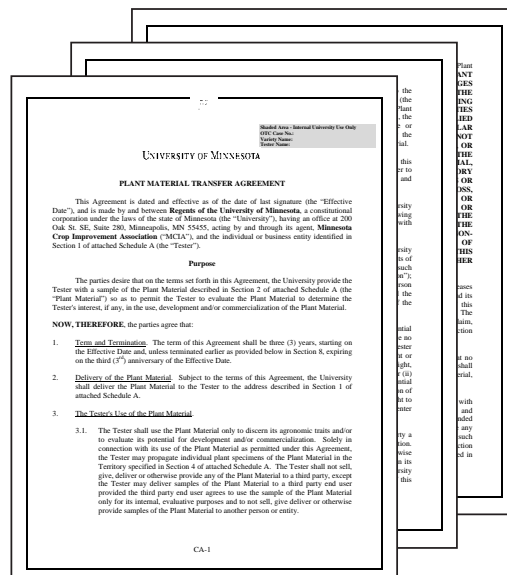 Shaded Area - Internal University Use Only
OTC Case No.:
Variety Name:
Tester Name:
UNIVERSITY OF MINNESOTA
PLANT MATERIAL TRANSFER AGREEMENT
This Agreement is dated and effective as of the date of last signature (the “Effective
Date”), and is made by and between Regents of the University of Minnesota, a constitutional
corporation under the laws of the state of Minnesota (the “University”), having an office at 200
Oak St. SE, Suite 280, Minneapolis, MN 55455, acting by and through its agent, Minnesota
Crop Improvement Association (“MCIA”), and the individual or business entity identified in
Section 1 of attached Schedule A (the “Tester”).
Purpose
The parties desire that on the terms set forth in this Agreement, the University provide the
Tester with a sample of the Plant Material described in Section 2 of attached Schedule A (the
“Plant Material”) so as to permit the Tester to evaluate the Plant Material to determine the
Tester's interest, if any, in the use, development and/or commercialization of the Plant Material.
NOW, THEREFORE, the parties agree that:
1. Term and Termination. The term of this Agreement shall be three (3) years, starting on
the Effective Date and, unless terminated earlier as provided below in Section 8, expiring
on the third (3rd) anniversary of the Effective Date.
2. Delivery of the Plant Material. Subject to the terms of this Agreement, the University
shall deliver the Plant Material to the Tester to the address described in Section 1 of
attached Schedule A.
3. The Tester's Use of the Plant Material.
3.1. The Tester shall use the Plant Material only to discern its agronomic traits and/or
to evaluate its potential for development and/or commercialization. Solely in
connection with its use of the Plant Material as permitted under this Agreement,
the Tester may propagate individual plant specimens of the Plant Material in the
Territory specified in Section 4 of attached Schedule A. The Tester shall not sell,
give, deliver or otherwise provide any of the Plant Material to a third party, except
the Tester may deliver samples of the Plant Material to a third party end user
provided the third party end user agrees to use the sample of the Plant Material
only for its internal, evaluative purposes and to not sell, give deliver or otherwise
provide samples of the Plant Material to another person or entity.
CA-1